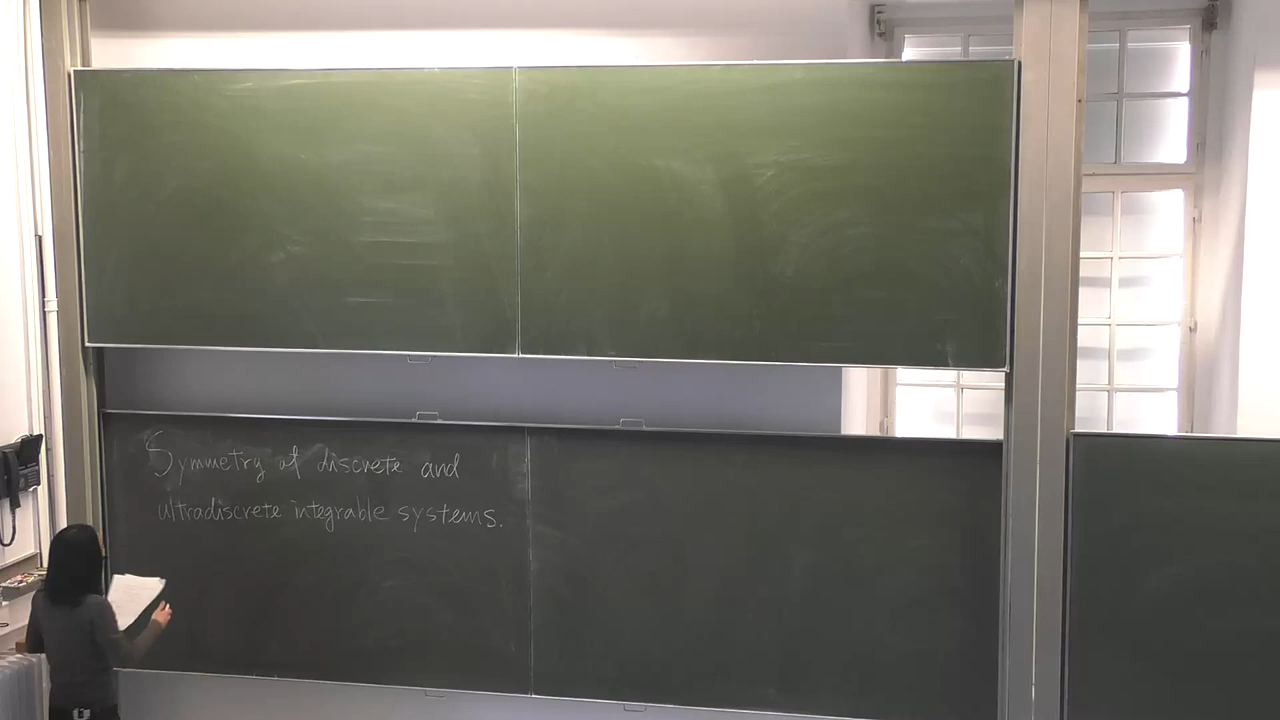 Symmetry of discrete and
ultradiscrete integrable systems.